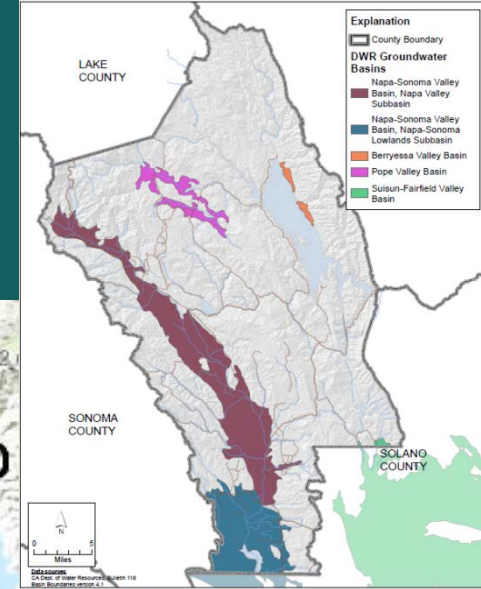 LAKE
COUNTY
SONOMA
COUNTY
SOLANO
COUNTY
Explanation
County Boundary
DWR Groundwater
Basins
Napa-Sonoma Valley
Basin, Napa Valley
Subbasin
Napa-Sonoma Valley
Basin, Napa-Sonoma
Lowlands Subbasin
Berryessa Valley Basin
Pope Valley Basin
Suisun-Fairfield Valley
Basin
N
0 5
Miles
Data sources:
CA Dept. of Water Resources, Bulletin 118
Basin Boundaries version 4.1